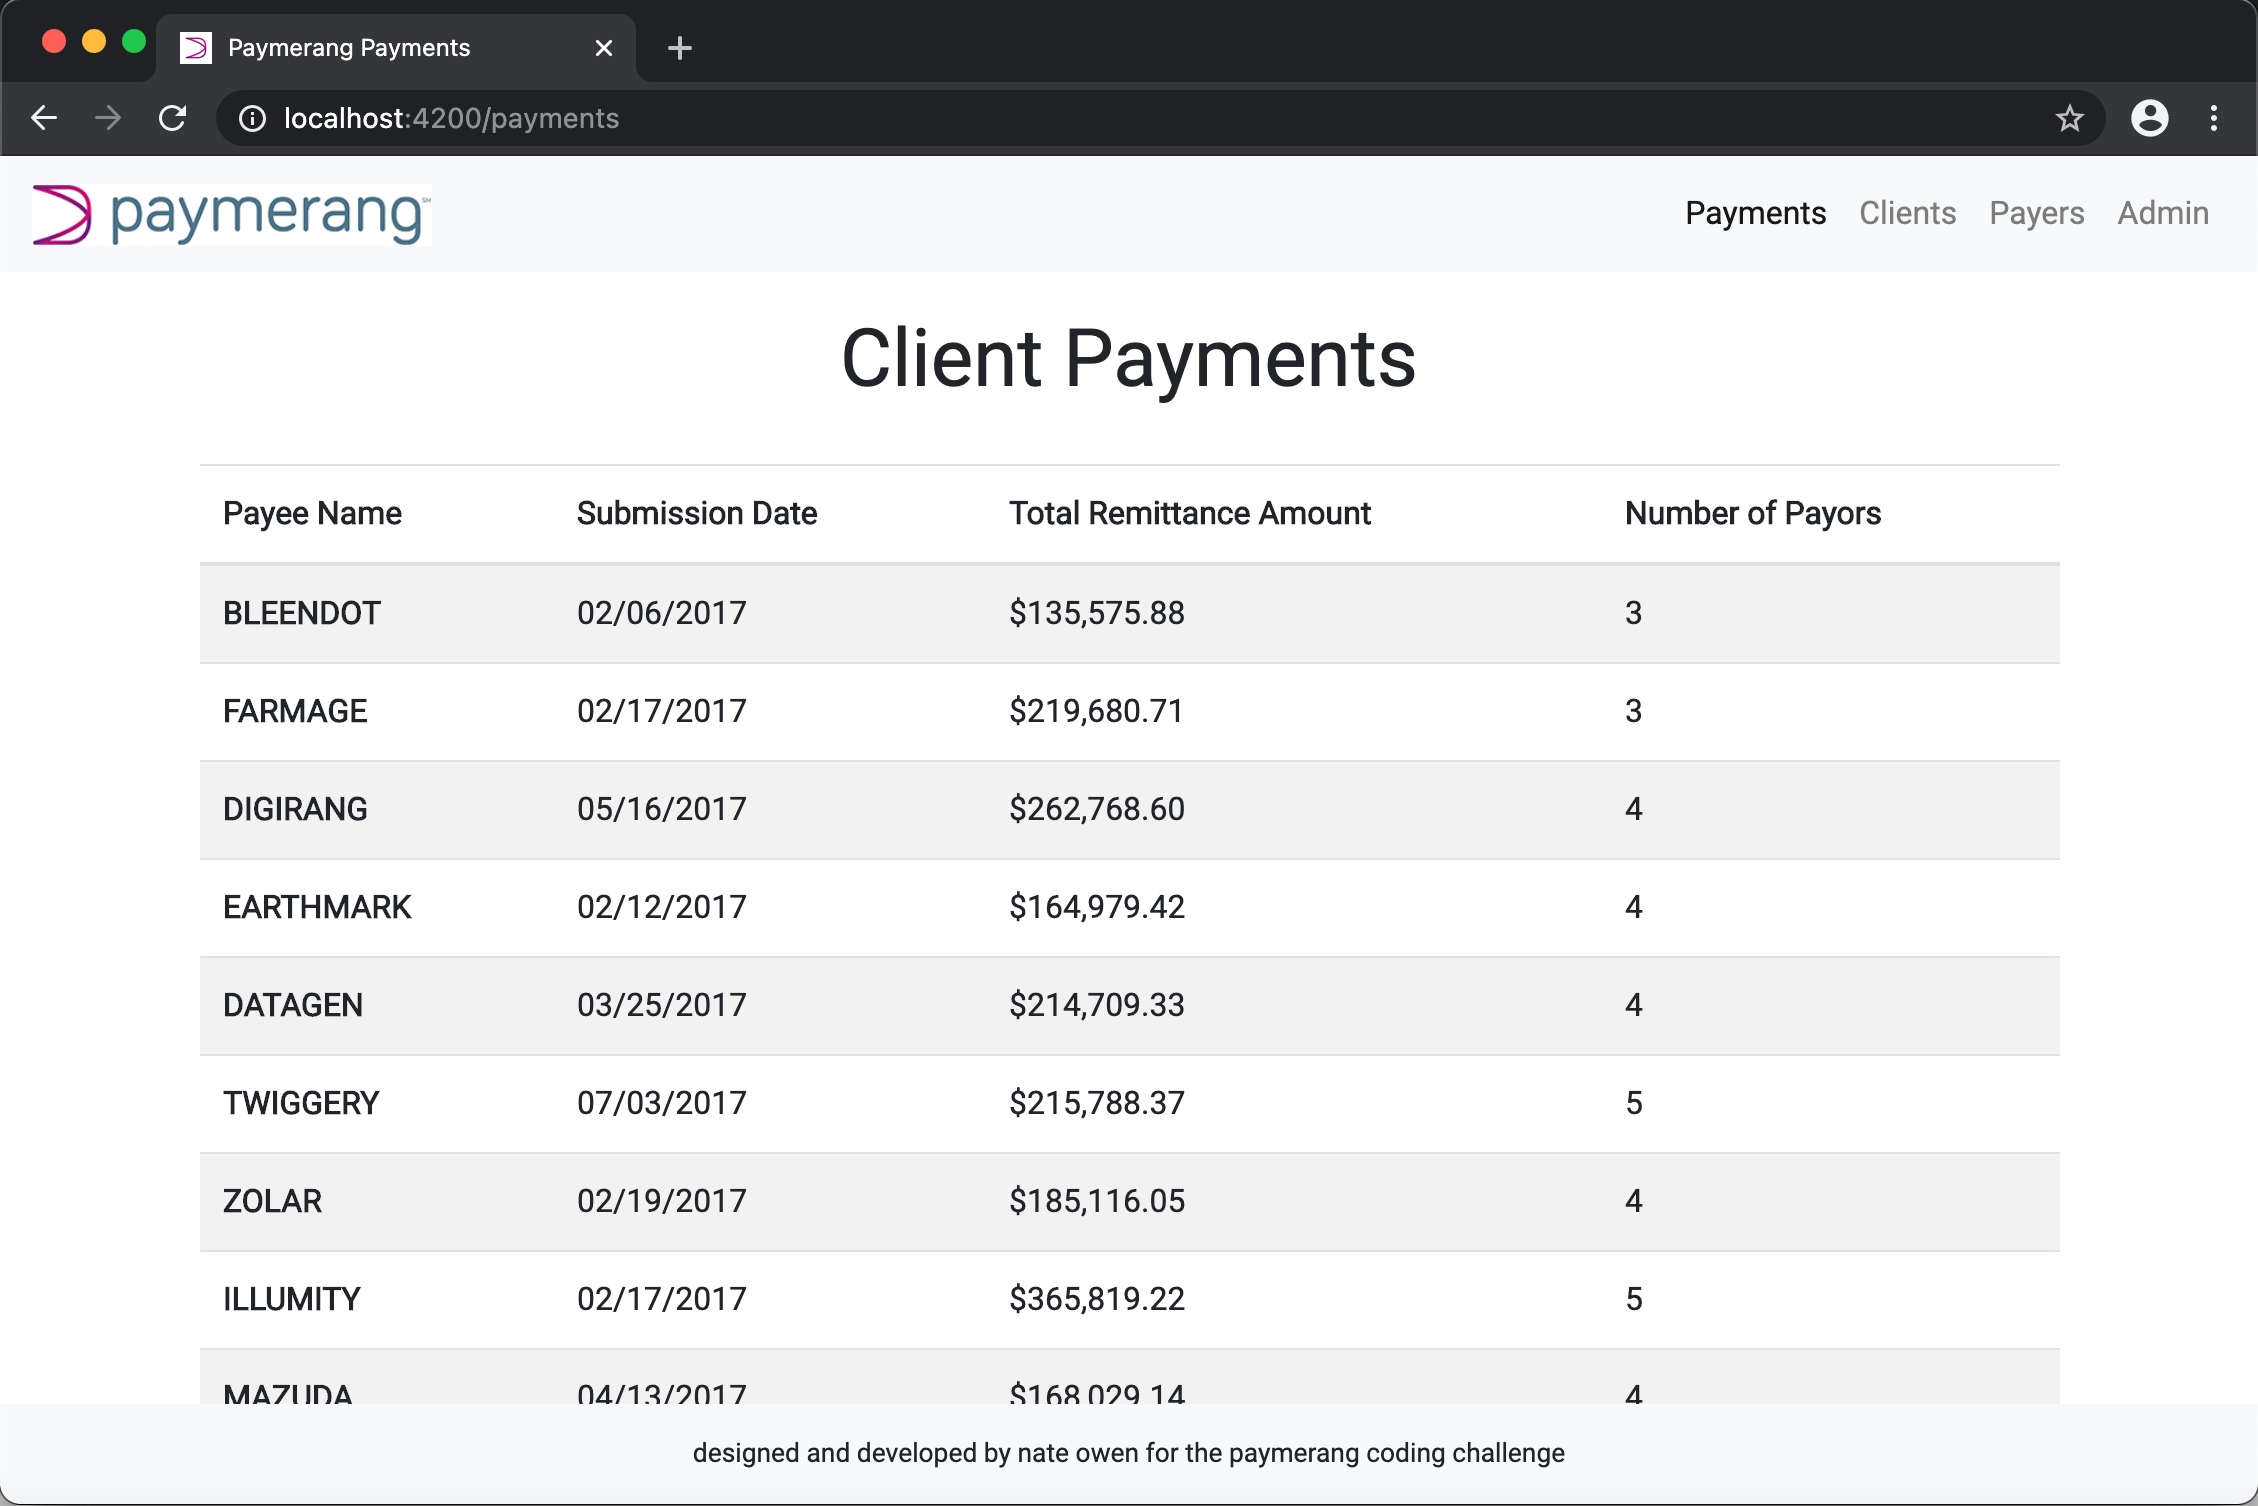 Paymerang Payments
localhost:4200/payments
paymerang SM
Payments Clients Payers Admin
Client Payments
Payee Name Submission Date Total Remittance Amount Number of Payors
BLEENDOT 02/06/2017 $135,575.88 3
FARMAGE 02/17/2017 $219,680.71 3
DIGIRANG 05/16/2017 $262,768.60 4
EARTHMARK 02/12/2017 $164,979.42 4
DATAGEN 03/25/2017 $214,709.33 4
TWIGGERY 07/03/2017 $215,788.37 5
ZOLAR 02/19/2017 $185,116.05 4
ILLUMITY 02/17/2017 $365,819.22 5
MAZUDA 04/13/2017 $168,029.14 4
designed and developed by nate owen for the paymerang coding challenge